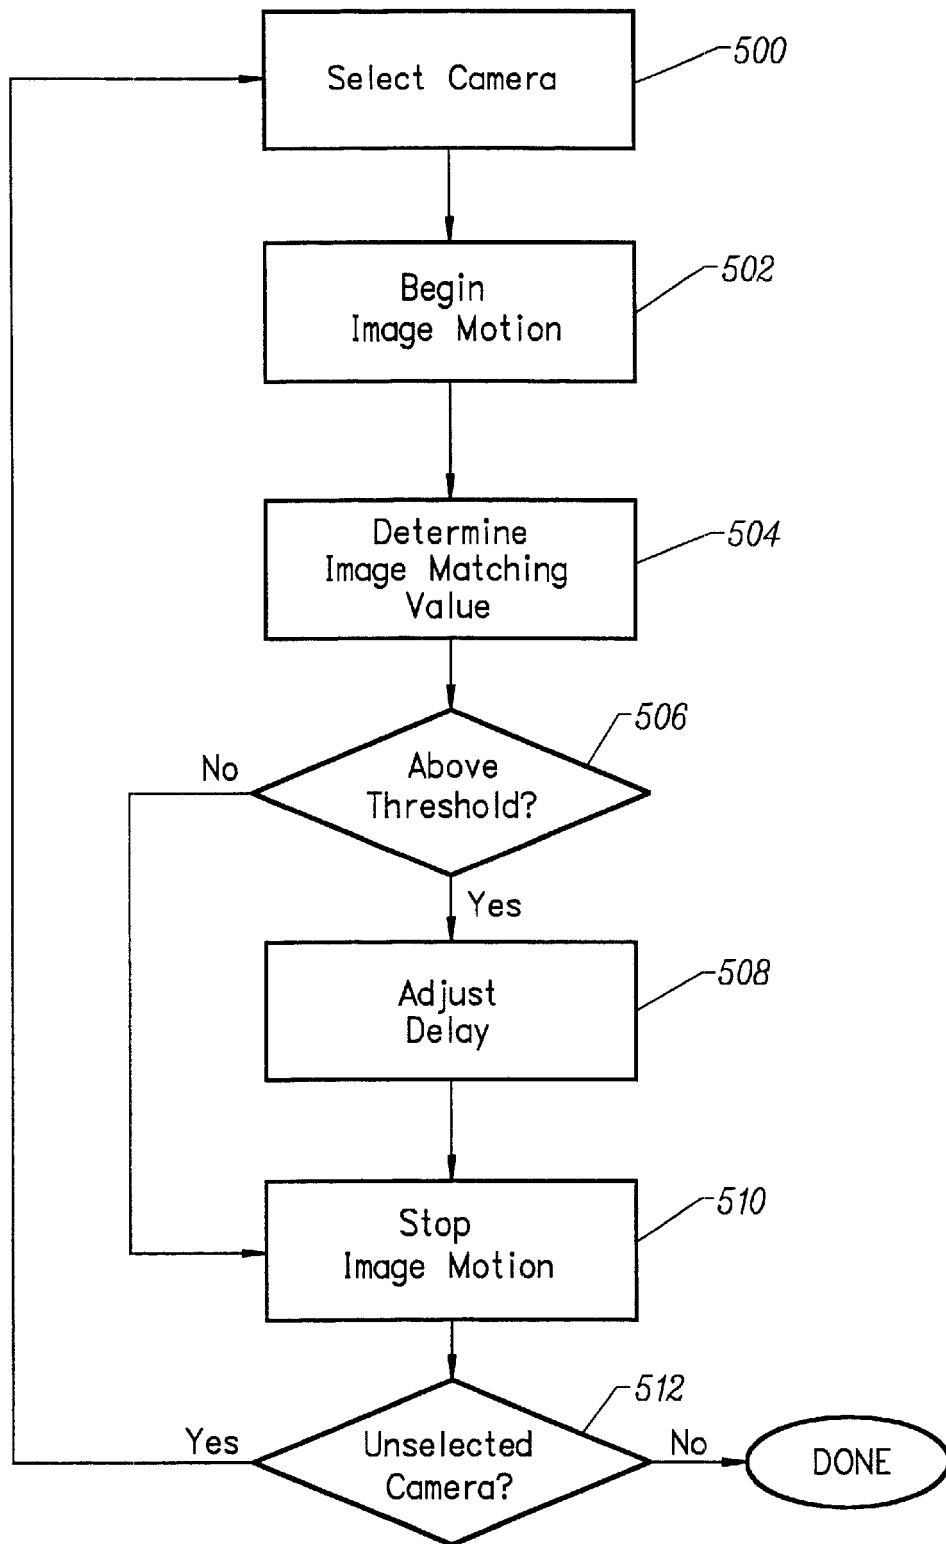 Select Camera
500
Begin
Image Motion
502
Determine
Image Matching
Value
504
Above
Threshold?
506
No
Yes
Adjust
Delay
508
Stop
Image Motion
510
Unselected
Camera?
512
Yes
No
DONE